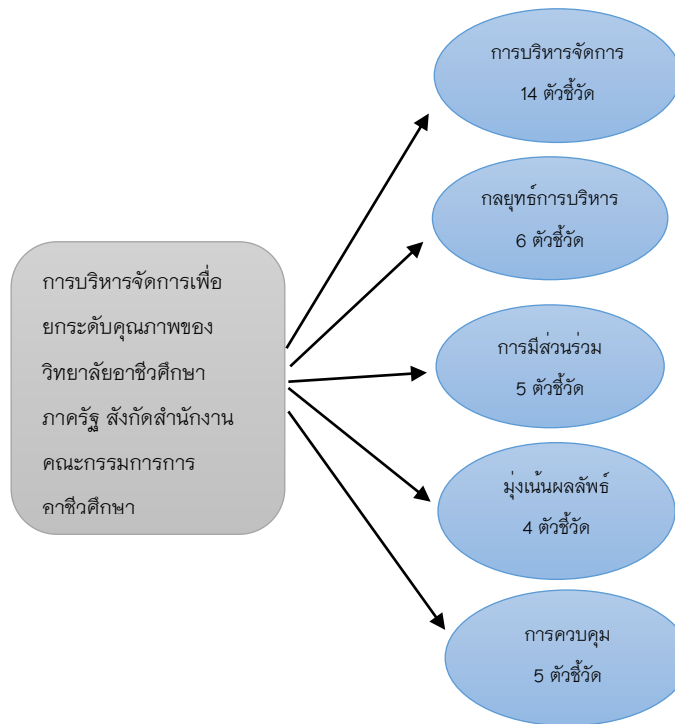 การบริหารจัดการ
14 ตัวชี้วัด
กลยุทธ์การบริหาร
6 ตัวชี้วัด
การบริหารจัดการเพื่อ
ยกระดับคุณภาพของ
วิทยาลัยอาชีวศึกษา
ภาครัฐ สังกัดสำนักงาน
คณะกรรมการการ
อาชีวศึกษา
การมีส่วนร่วม
5 ตัวชี้วัด
มุ่งเน้นผลลัพธ์
4 ตัวชี้วัด
การควบคุม
5 ตัวชี้วัด